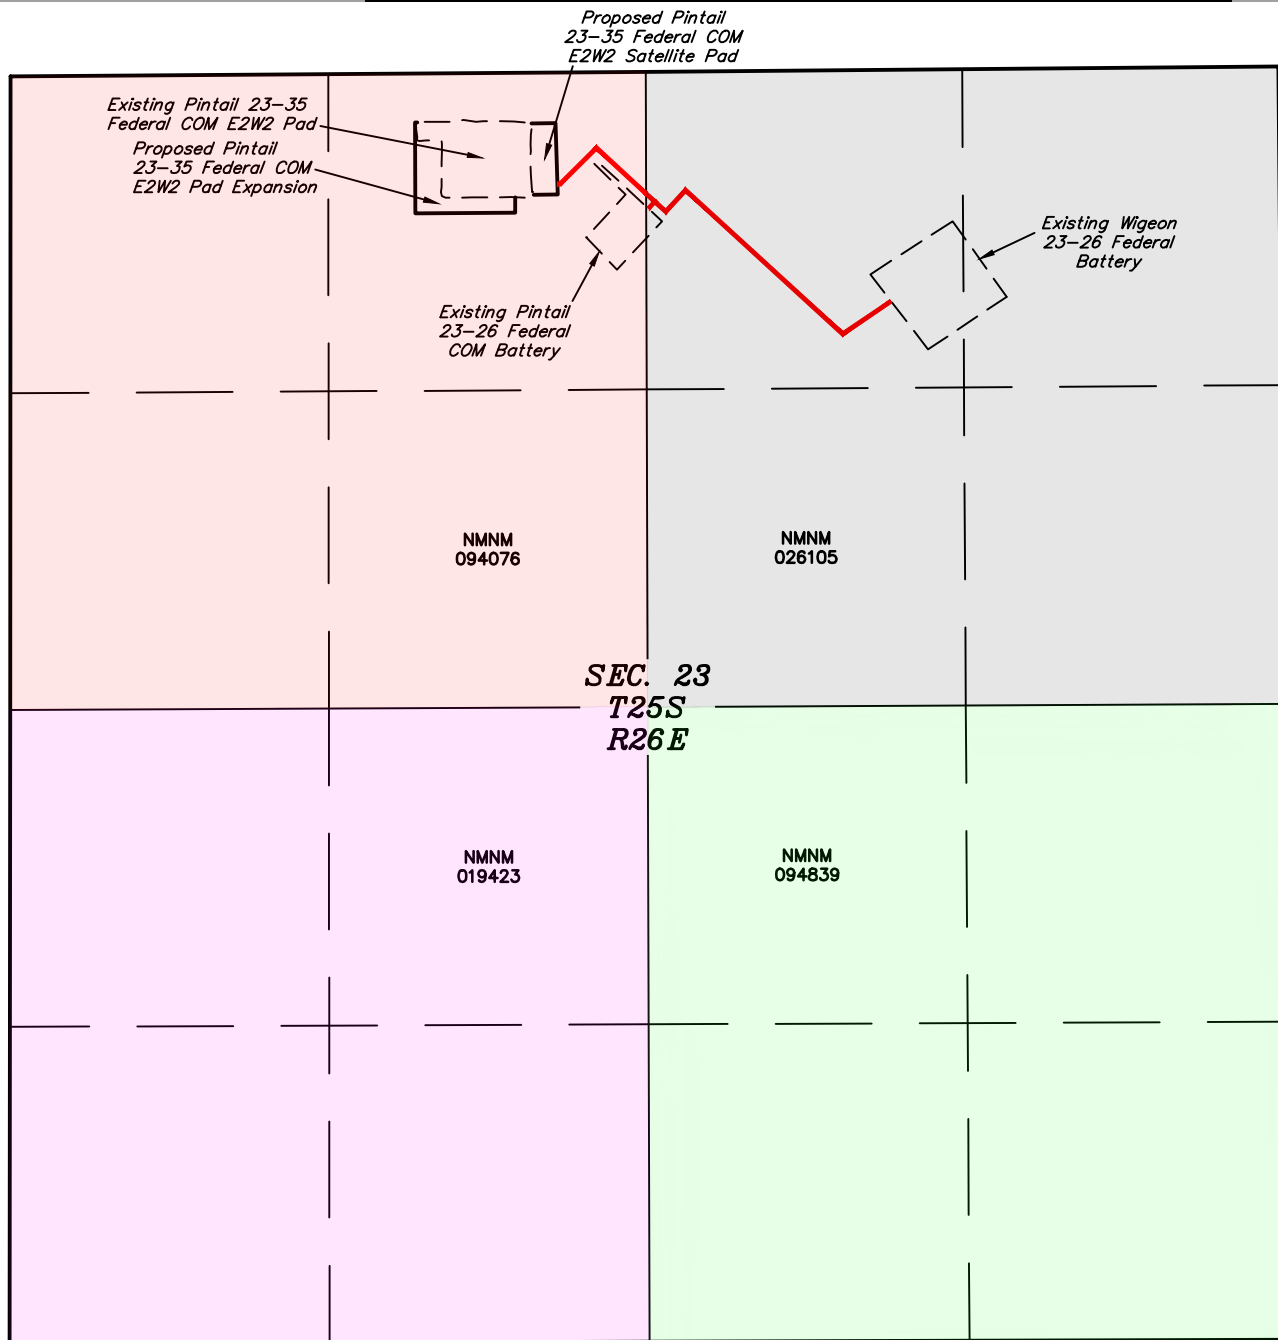 Proposed Pintail
23-35 Federal COM
E2W2 Satellite Pad
Existing Pintail 23-35
Federal COM E2W2 Pad
Proposed Pintail
23-35 Federal COM
E2W2 Pad Expansion
Existing Wigeon
23-26 Federal
Battery
Existing Pintail
23-26 Federal
COM Battery
NMNM
094076
NMNM
026105
SEC. 23
T25S
R26E
NMNM
019423
NMNM
094839